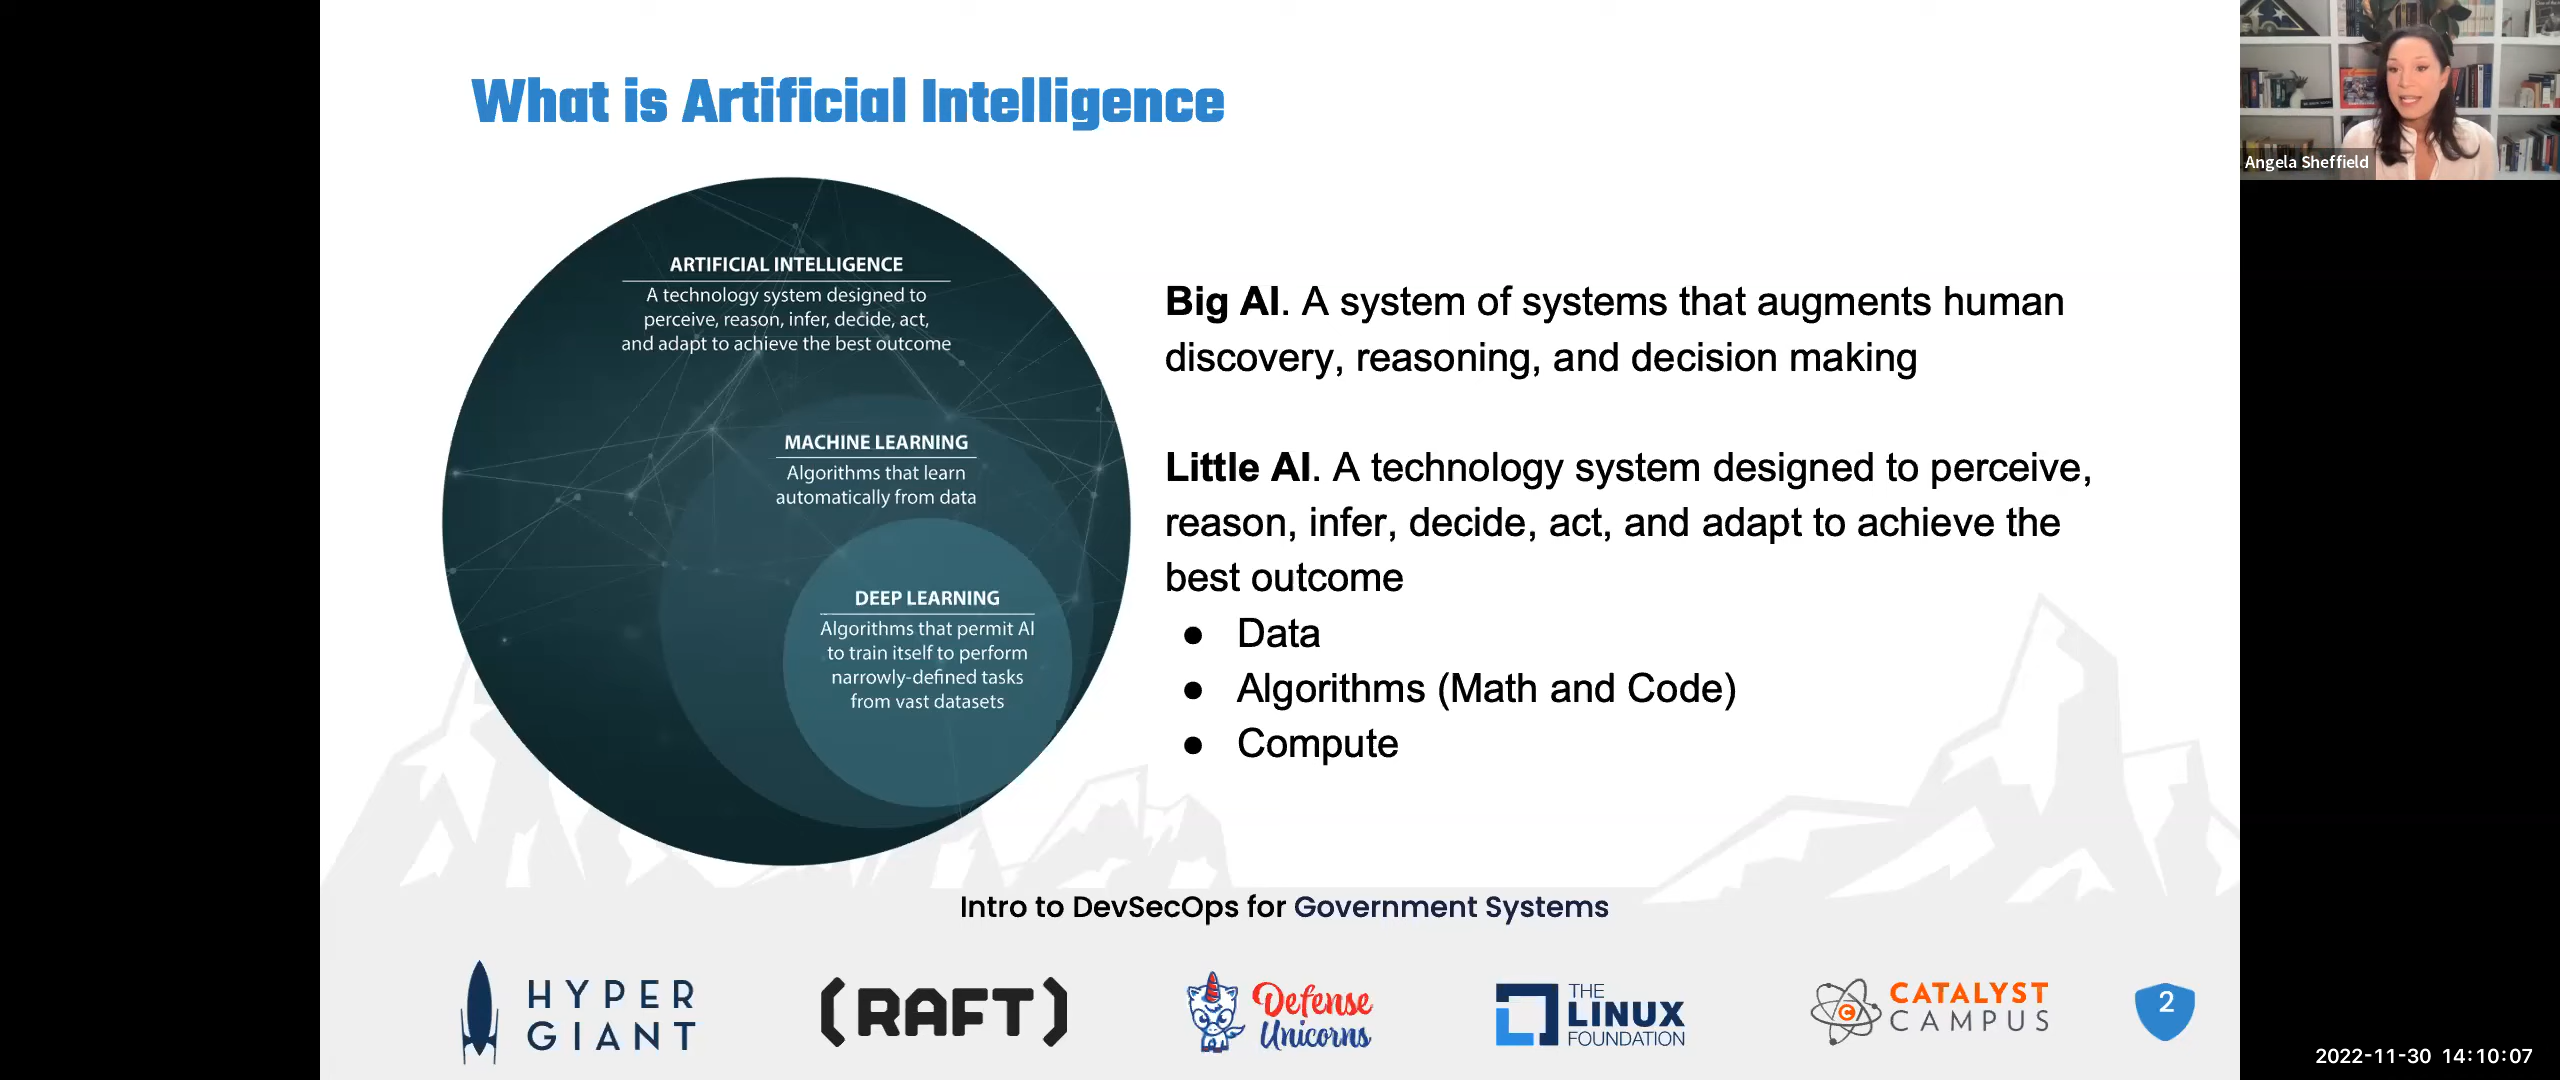 What is Artificial Intelligence
Angela Sheffield
ARTIFICIAL INTELLIGENCE
A technology system designed to
perceive, reason, infer, decide, act,
and adapt to achieve the best outcome
MACHINE LEARNING
Algorithms that learn
automatically from data
DEEP LEARNING
Algorithms that permit AI
to train itself to perform
narrowly-defined tasks
from vast datasets
Big AI. A system of systems that augments human
discovery, reasoning, and decision making
Little AI. A technology system designed to perceive,
reason, infer, decide, act, and adapt to achieve the
best outcome
● Data
● Algorithms (Math and Code)
● Compute
Intro to DevSecOps for Government Systems
HYPER
GIANT
(RAFT)
Defense
Unicorns
THE
LINUX
FOUNDATION
C
CATALYST
CAMPUS
2
2022-11-30 14:10:07